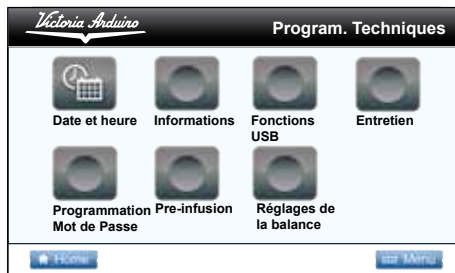 Victoria Arduino
Program. Techniques
Date et heure
Informations
Fonctions
USB
Entretien
Programmation
Mot de Passe
Pre-infusion
Réglages de
la balance
Home
Menu